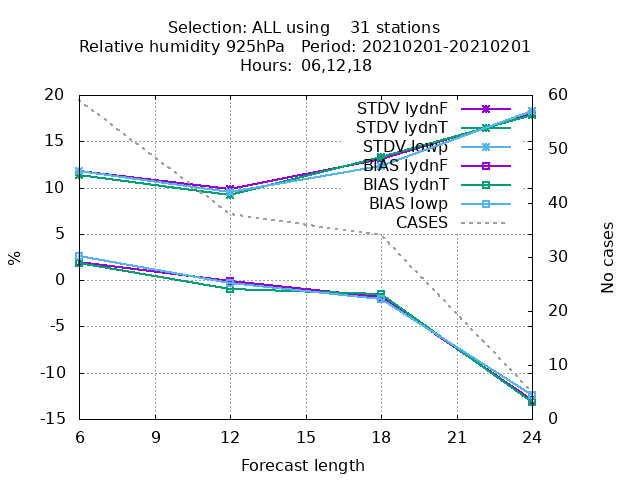 Selection: ALL using    31 stations
Relative humidity 925hPa   Period: 20210201-20210201
Hours:  06,12,18
20
15
10
5
0
-5
-10
-15
%
60
50
40
30
20
10
0
No cases
STDV lydnF
STDV lydnT
STDV lowp
BIAS lydnF
BIAS lydnT
BIAS lowp
CASES
6 9 12 15 18 21 24
Forecast length